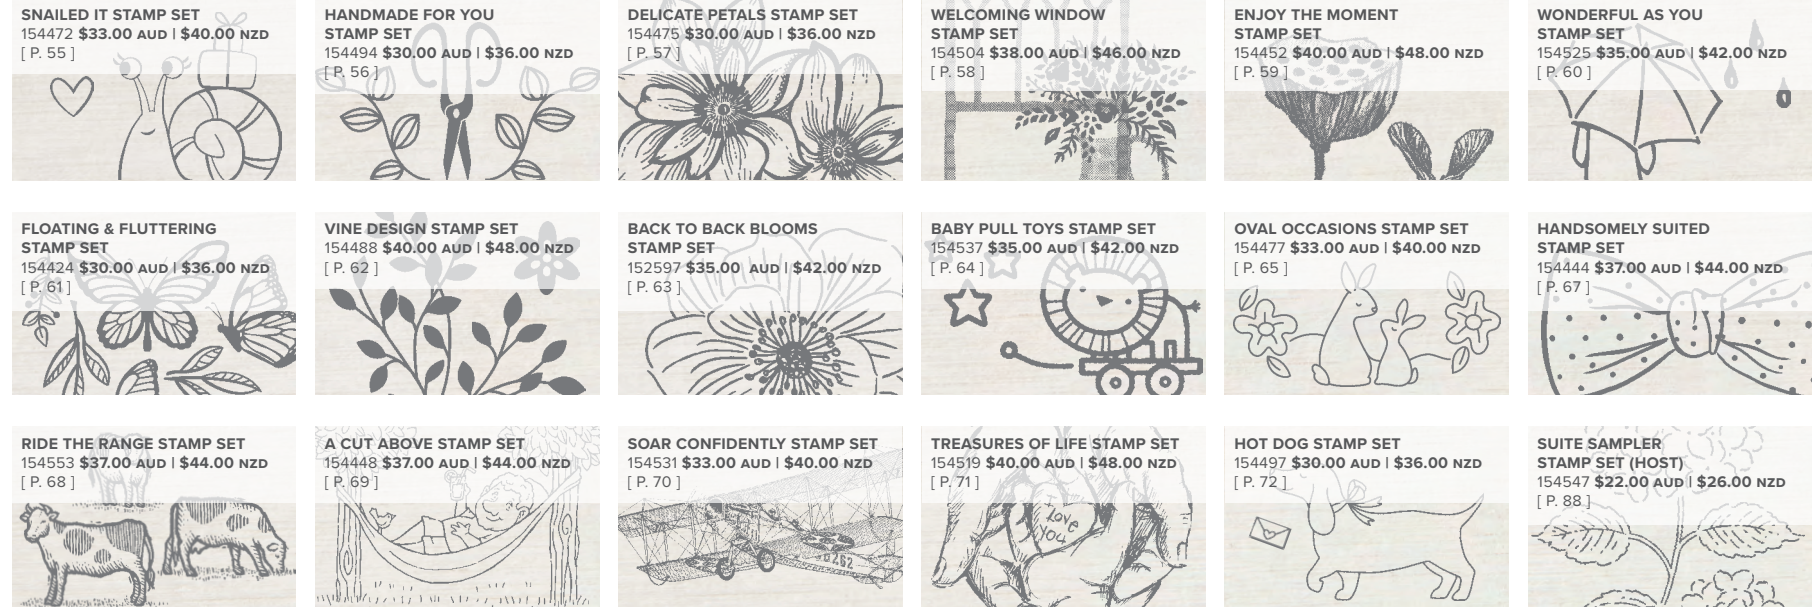 SNAILED IT STAMP SET
154472 $33.00 AUD | $40.00 NZD
[ P. 55 ]
HANDMADE FOR YOU
STAMP SET
154494 $30.00 AUD | $36.00 NZD
[ P. 56 ]
DELICATE PETALS STAMP SET
154475 $30.00 AUD | $36.00 NZD
[ P. 57 ]
WELCOMING WINDOW
STAMP SET
154504 $38.00 AUD | $46.00 NZD
[ P. 58 ]
ENJOY THE MOMENT
STAMP SET
154452 $40.00 AUD | $48.00 NZD
[ P. 59 ]
WONDERFUL AS YOU
STAMP SET
154525 $35.00 AUD | $42.00 NZD
[ P. 60 ]
FLOATING & FLUTTERING
STAMP SET
154424 $30.00 AUD | $36.00 NZD
[ P. 61 ]
VINE DESIGN STAMP SET
154488 $40.00 AUD | $48.00 NZD
[ P. 62 ]
BACK TO BACK BLOOMS
STAMP SET
152597 $35.00 AUD | $42.00 NZD
[ P. 63 ]
BABY PULL TOYS STAMP SET
154537 $35.00 AUD | $42.00 NZD
[ P. 64 ]
OVAL OCCASIONS STAMP SET
154477 $33.00 AUD | $40.00 NZD
[ P. 65 ]
HANDSOMELY SUITED
STAMP SET
154444 $37.00 AUD | $44.00 NZD
[ P. 67 ]
RIDE THE RANGE STAMP SET
154553 $37.00 AUD | $44.00 NZD
[ P. 68 ]
A CUT ABOVE STAMP SET
154448 $37.00 AUD | $44.00 NZD
[ P. 69 ]
SOAR CONFIDENTLY STAMP SET
154531 $33.00 AUD | $40.00 NZD
[ P. 70 ]
TREASURES OF LIFE STAMP SET
154519 $40.00 AUD | $48.00 NZD
[ P. 71 ]
love
you
HOT DOG STAMP SET
154497 $30.00 AUD | $36.00 NZD
[ P. 72 ]
SUITE SAMPLER
STAMP SET (HOST)
154547 $22.00 AUD | $26.00 NZD
[ P. 88 ]